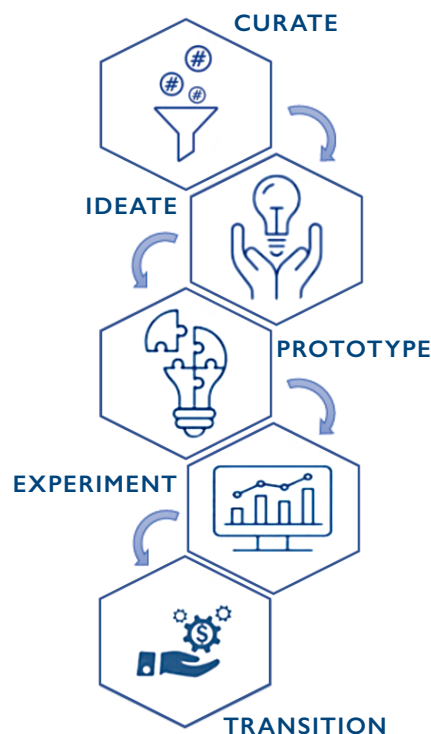 CURATE
#
#
#
IDEATE
PROTOTYPE
EXPERIMENT
$
TRANSITION